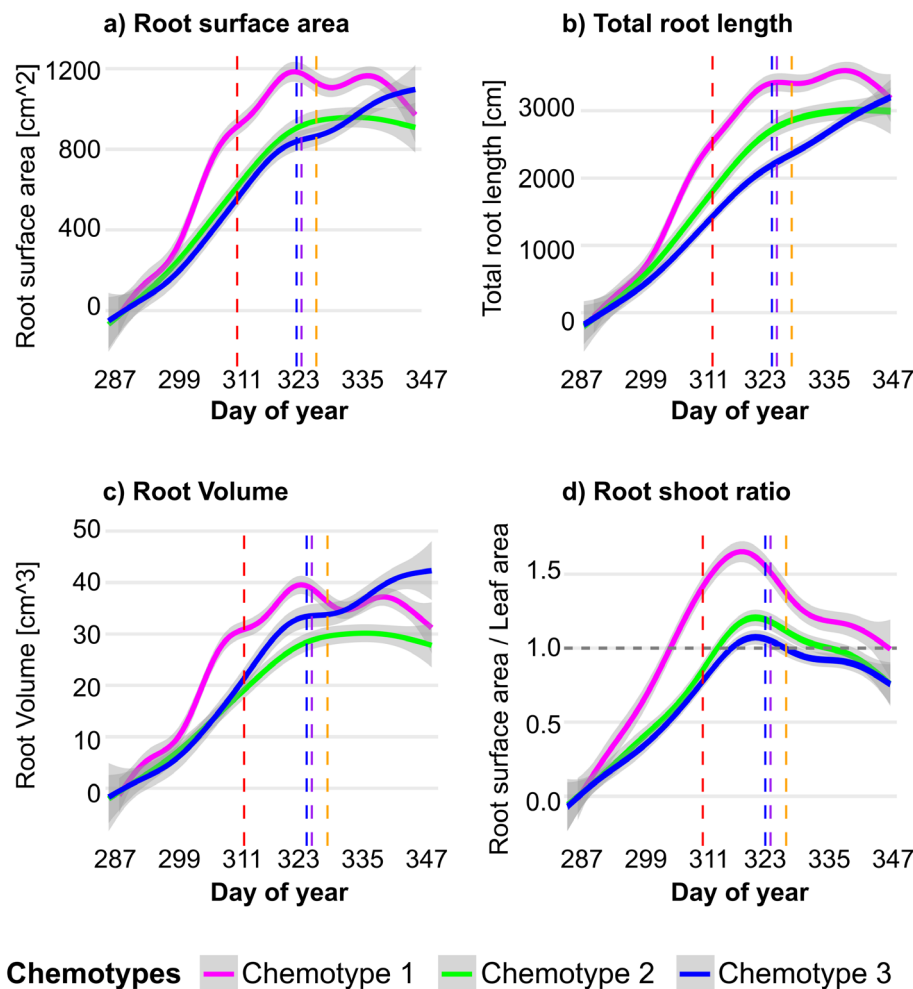 a) Root surface area
Root surface area [cm^2]
1200
800
400
0
287 299 311 323 335 347
Day of year
b) Total root length
Total root length [cm]
3000
2000
1000
0
287 299 311 323 335 347
Day of year
c) Root Volume
Root Volume [cm^3]
50
40
30
20
10
0
287 299 311 323 335 347
Day of year
d) Root shoot ratio
Root surface area / Leaf area
1.5
1.0
0.5
0.0
287 299 311 323 335 347
Day of year
Chemotypes Chemotype 1 Chemotype 2 Chemotype 3